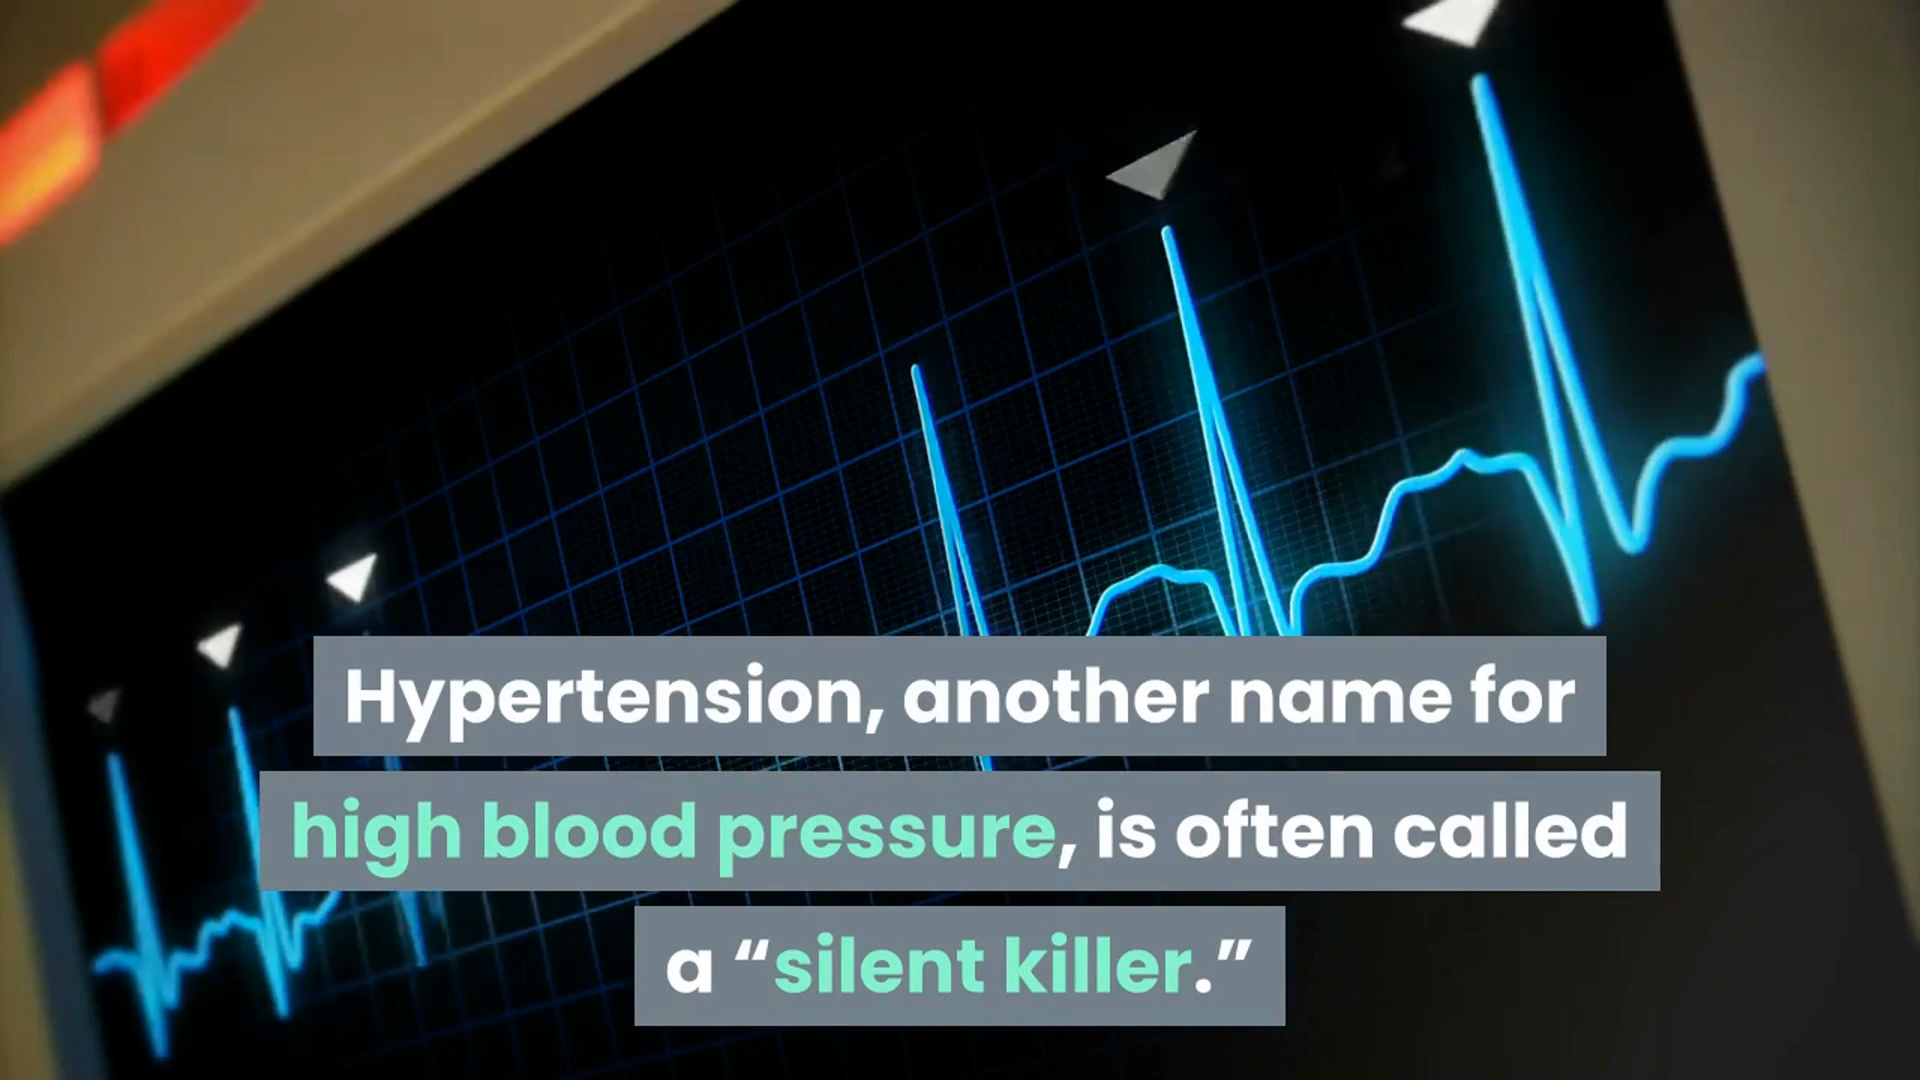 Hypertension, another name for
high blood pressure, is often called
a “silent killer.”